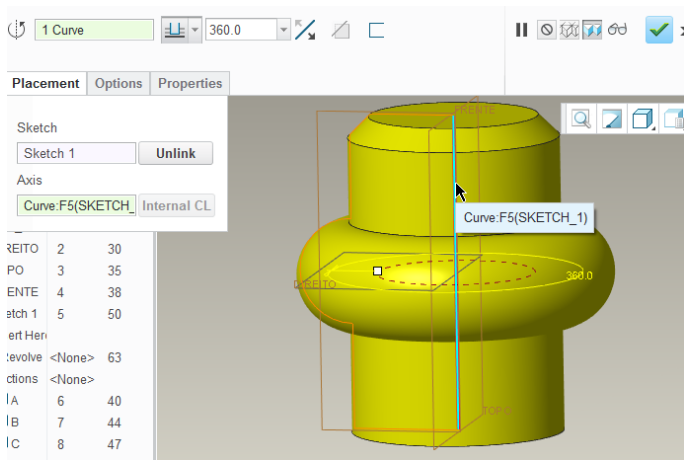 1 Curve 360.0
Placement Options Properties
Sketch
Sketch 1 Unlink
Axis
Curve:F5(SKETCH_ Internal CL
REITO 2 30
PO 3 35
ENTE 4 38
etch 1 5 50
ert Her
evolve <None> 63
ctions <None>
A 6 40
B 7 44
C 8 47
FRENTE
Curve:F5(SKETCH_1)
DIREITO
360.0
TOPO